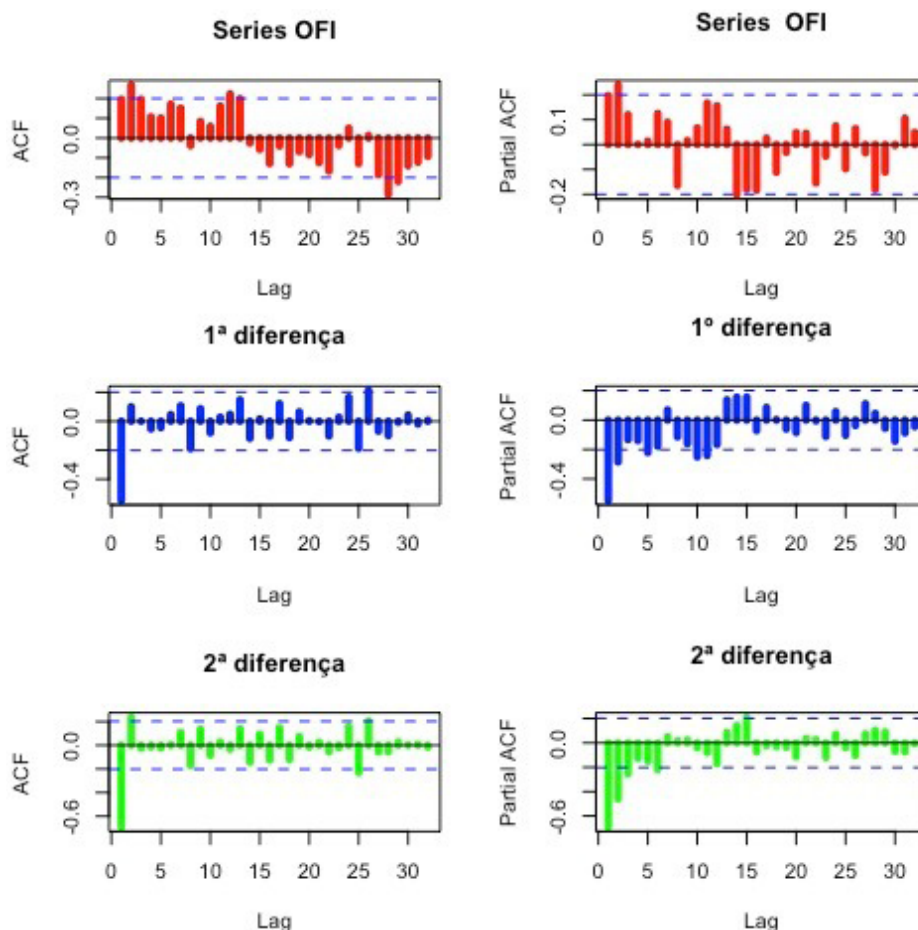 Series OFI
ACF
0.0
-0.3
0 5 10 15 20 25 30
Lag
Series OFI
Partial ACF
0.1
-0.2
0 5 10 15 20 25 30
Lag
1ª diferença
ACF
0.0
-0.4
0 5 10 15 20 25 30
Lag
1º diferença
Partial ACF
0.0
-0.4
0 5 10 15 20 25 30
Lag
2ª diferença
ACF
0.0
-0.6
0 5 10 15 20 25 30
Lag
2ª diferença
Partial ACF
0.0
-0.6
0 5 10 15 20 25 30
Lag